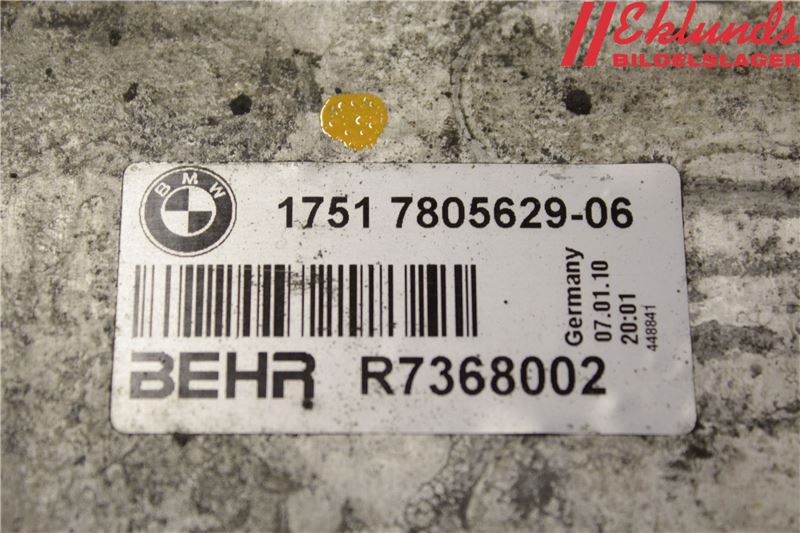 Eklunds
BILDELSLAGER
BMW
1751 7805629-06
Germany
07.01.10
20:01
448841
BEHR R7368002